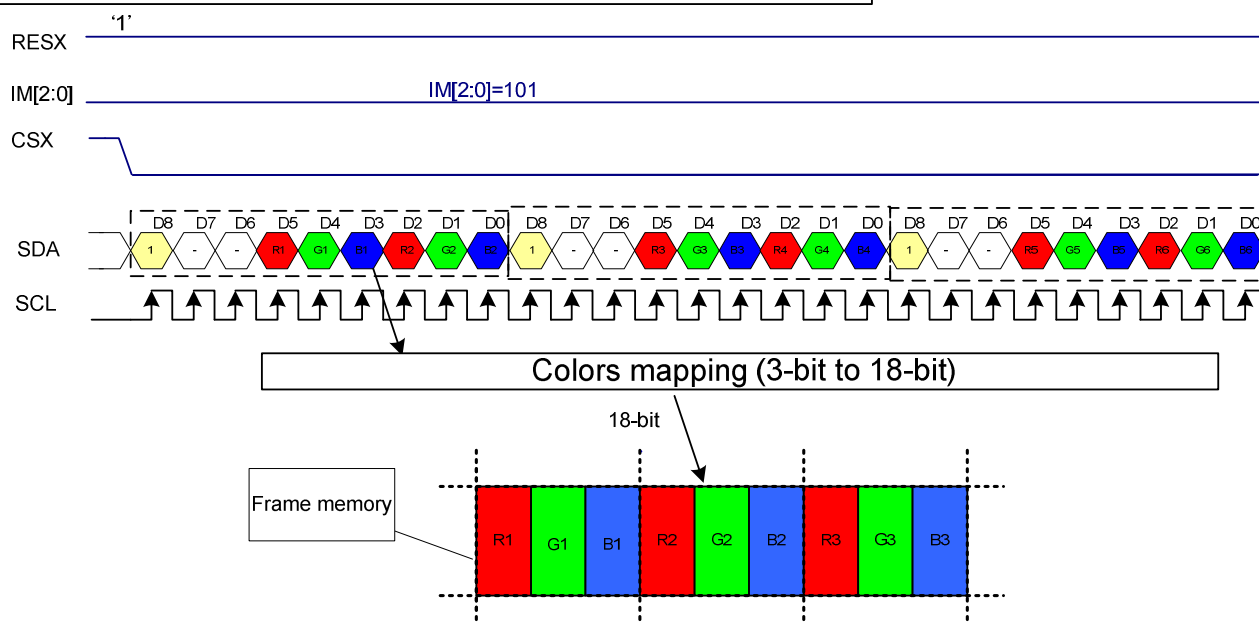 ‘1’
RESX
IM[2:0]
IM[2:0]=101
CSX
D8 D7 D6 D5 D4 D3 D2 D1 D0 D8 D7 D6 D5 D4 D3 D2 D1 D0 D8 D7 D6 D5 D4 D3 D2 D1 D0
SDA 1 - - R1 G1 B1 R2 G2 B2 1 - - R3 G3 B3 R4 G4 B4 1 - - R5 G5 B5 R6 G6 B6
SCL
Colors mapping (3-bit to 18-bit)
18-bit
Frame memory
R1 G1 B1 R2 G2 B2 R3 G3 B3